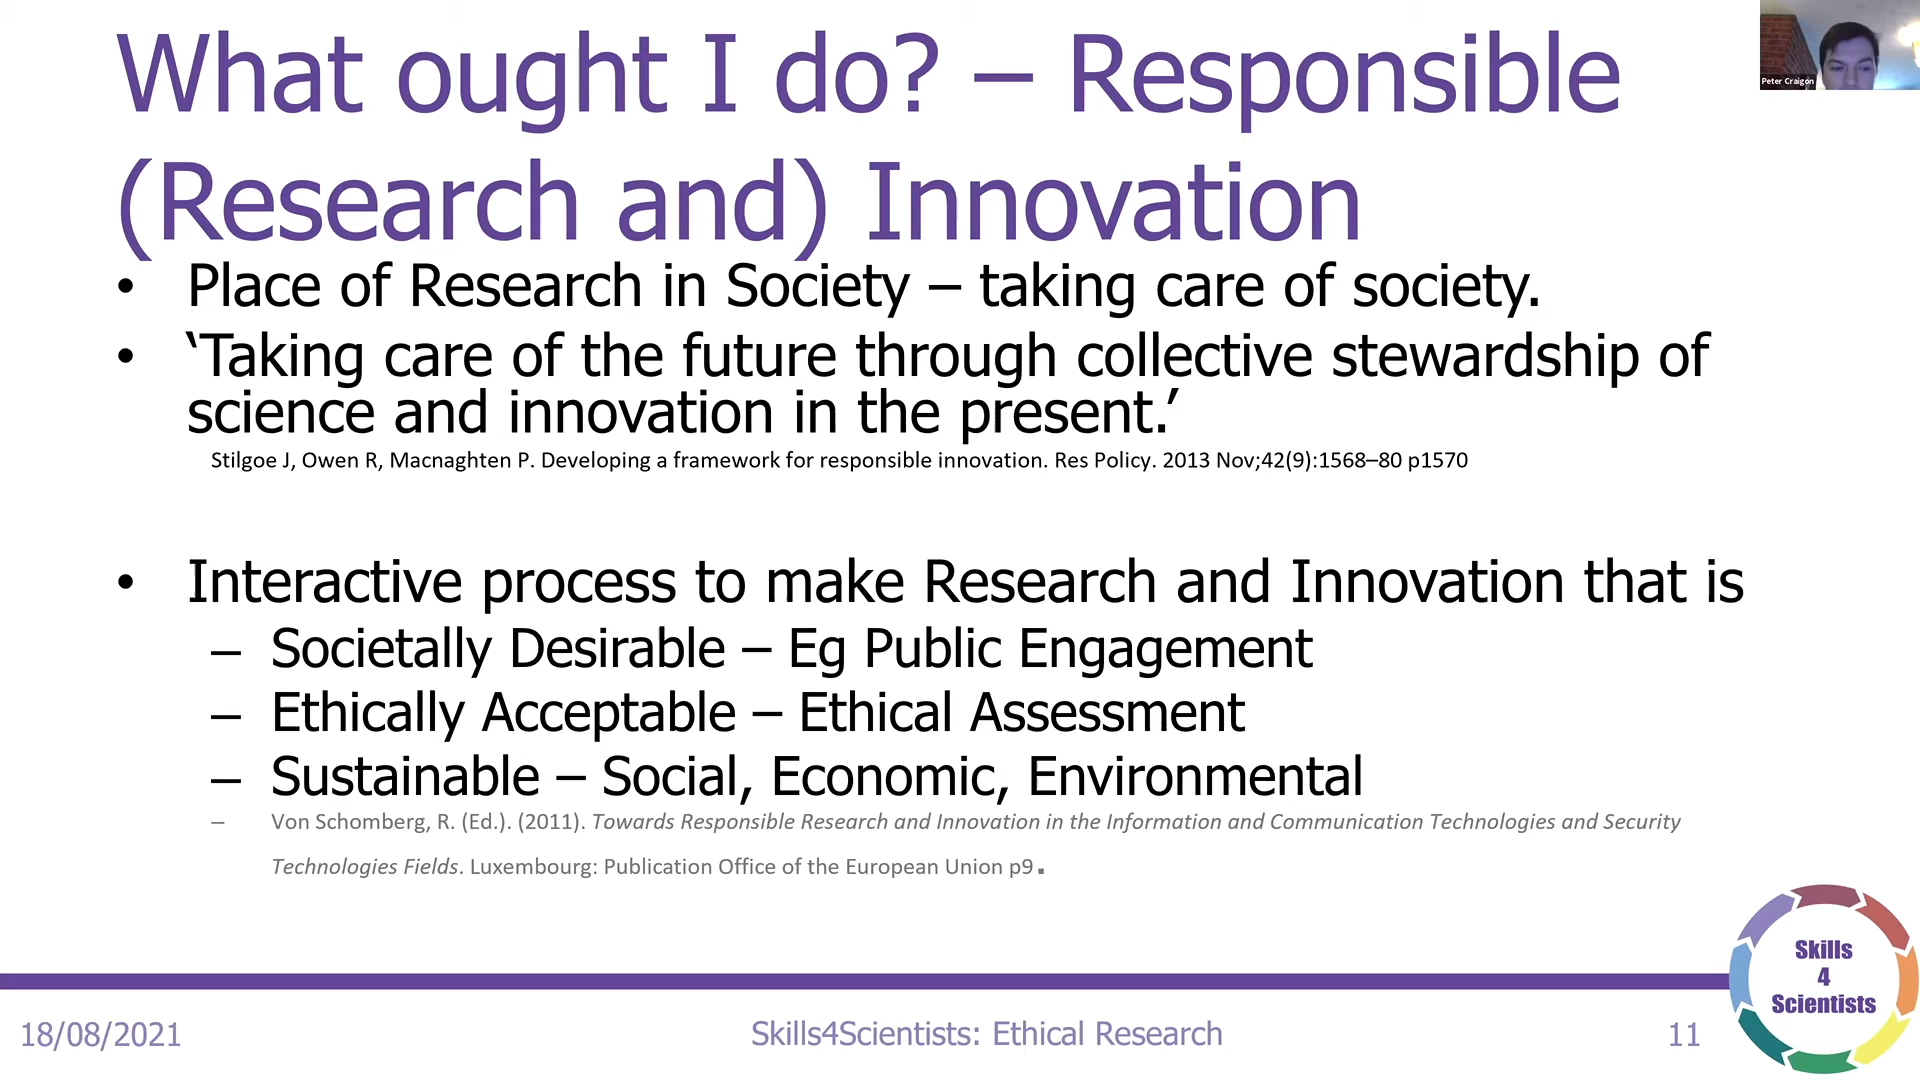 What ought I do? – Responsible
(Research and) Innovation
Peter Craigon
• Place of Research in Society – taking care of society.
• ‘Taking care of the future through collective stewardship of
science and innovation in the present.’
Stilgoe J, Owen R, Macnaghten P. Developing a framework for responsible innovation. Res Policy. 2013 Nov;42(9):1568–80 p1570
• Interactive process to make Research and Innovation that is
– Societally Desirable – Eg Public Engagement
– Ethically Acceptable – Ethical Assessment
– Sustainable – Social, Economic, Environmental
– Von Schomberg, R. (Ed.). (2011). Towards Responsible Research and Innovation in the Information and Communication Technologies and Security
Technologies Fields. Luxembourg: Publication Office of the European Union p9.
Skills
4
Scientists
18/08/2021
Skills4Scientists: Ethical Research
11